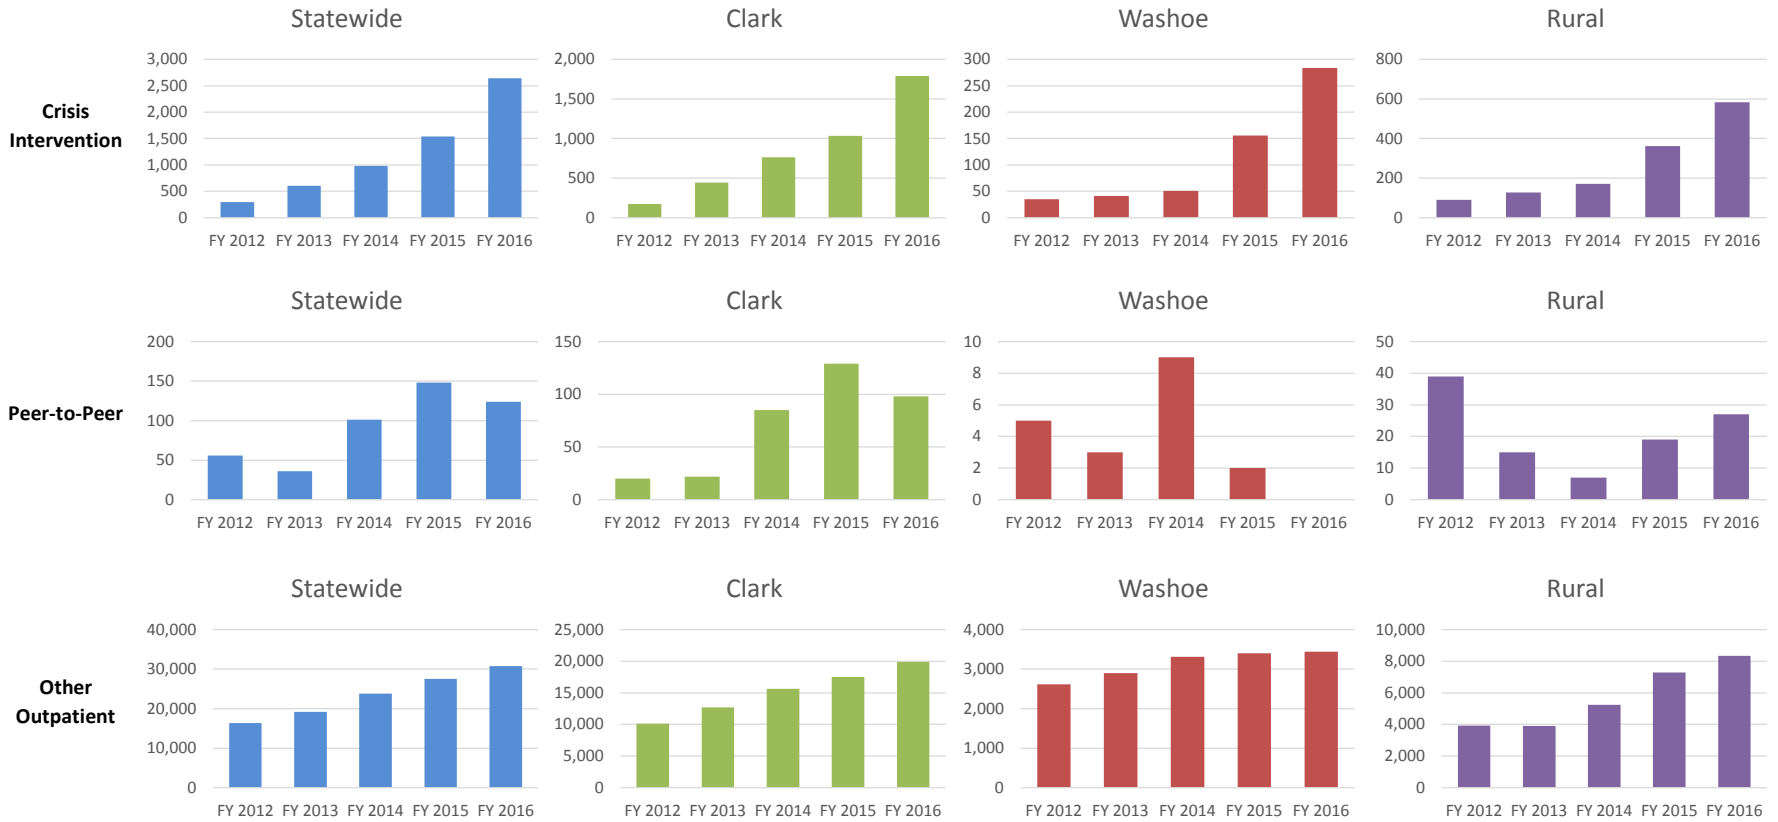 Statewide
Clark
Washoe
Rural
Crisis
Intervention
3,000
2,500
2,000
1,500
1,000
500
0
FY 2012 FY 2013 FY 2014 FY 2015 FY 2016
2,000
1,500
1,000
500
0
FY 2012 FY 2013 FY 2014 FY 2015 FY 2016
300
250
200
150
100
50
0
FY 2012 FY 2013 FY 2014 FY 2015 FY 2016
800
600
400
200
0
FY 2012 FY 2013 FY 2014 FY 2015 FY 2016
Statewide
Clark
Washoe
Rural
Peer-to-Peer
200
150
100
50
0
FY 2012 FY 2013 FY 2014 FY 2015 FY 2016
150
100
50
0
FY 2012 FY 2013 FY 2014 FY 2015 FY 2016
10
8
6
4
2
0
FY 2012 FY 2013 FY 2014 FY 2015 FY 2016
50
40
30
20
10
0
FY 2012 FY 2013 FY 2014 FY 2015 FY 2016
Statewide
Clark
Washoe
Rural
Other
Outpatient
40,000
30,000
20,000
10,000
0
FY 2012 FY 2013 FY 2014 FY 2015 FY 2016
25,000
20,000
15,000
10,000
5,000
0
FY 2012 FY 2013 FY 2014 FY 2015 FY 2016
4,000
3,000
2,000
1,000
0
FY 2012 FY 2013 FY 2014 FY 2015 FY 2016
10,000
8,000
6,000
4,000
2,000
0
FY 2012 FY 2013 FY 2014 FY 2015 FY 2016